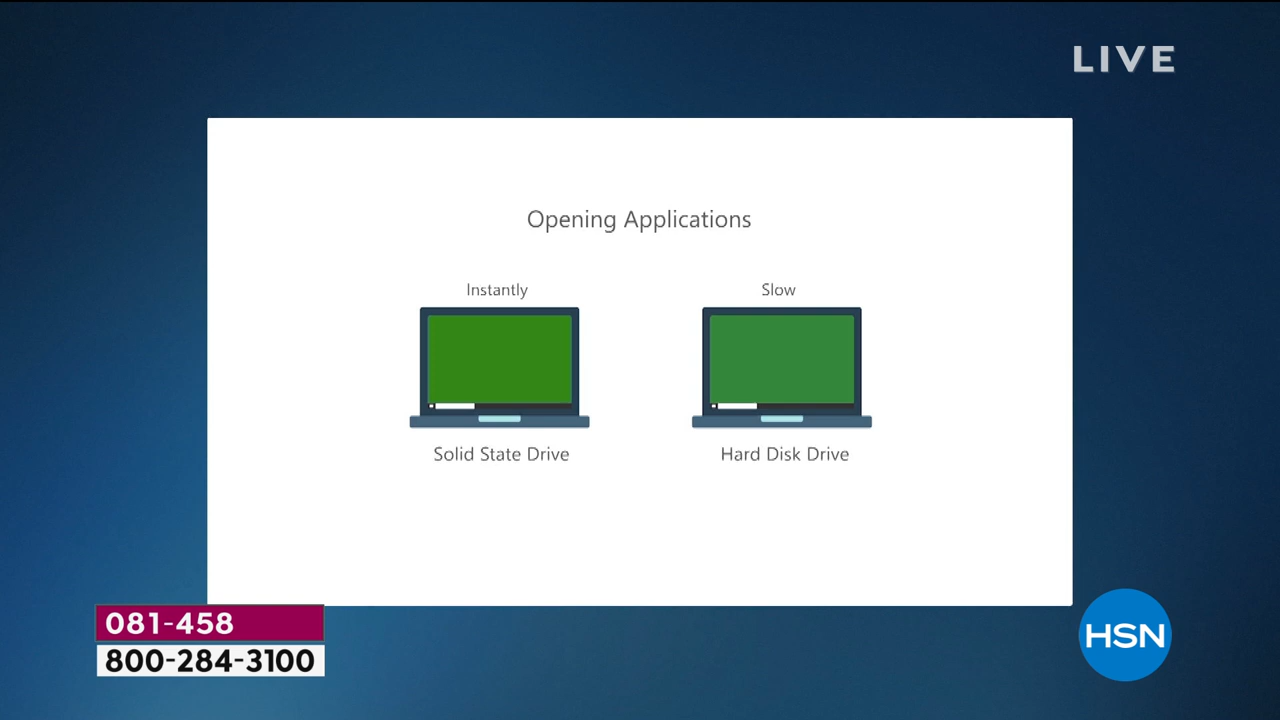 LIVE
Opening Applications
Instantly
Slow
Solid State Drive
Hard Disk Drive
081-458
800-284-3100
HSN